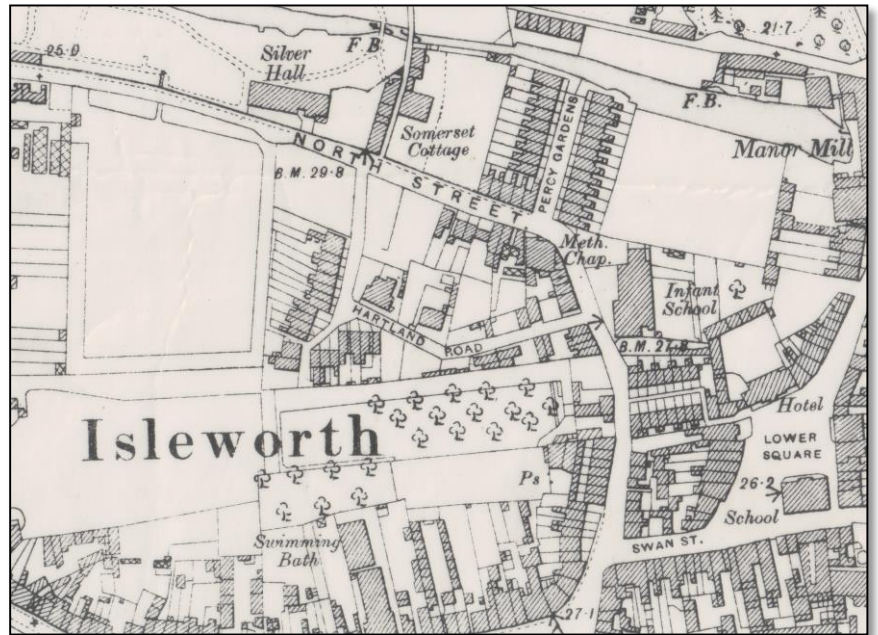 25.0
Silver
Hall
F. B.
21.7
F. B.
Somerset
Cottage
PERCY GARDENS
Manor Mill
NORTH STREET
B.M. 29.8
Meth.
Chap.
Infant
School
HARTLAND ROAD
B.M. 27.8
Hotel
Isleworth
LOWER
SQUARE
Ps
26.2
School
Swimming
Bath
SWAN ST.
27.1